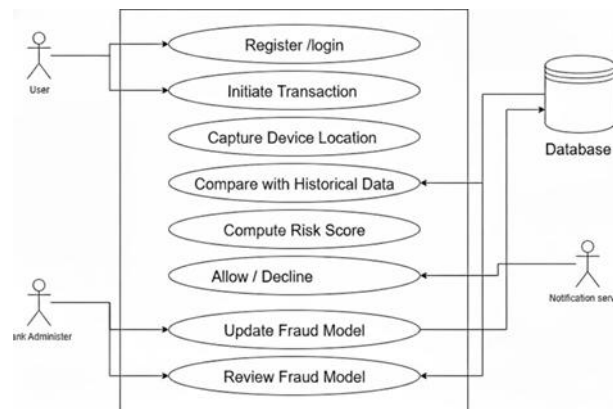 Register /login
User
Initiate Transaction
Capture Device Location
Database
Compare with Historical Data
Compute Risk Score
Allow / Decline
Notification serv
ank Administer
Update Fraud Model
Review Fraud Model